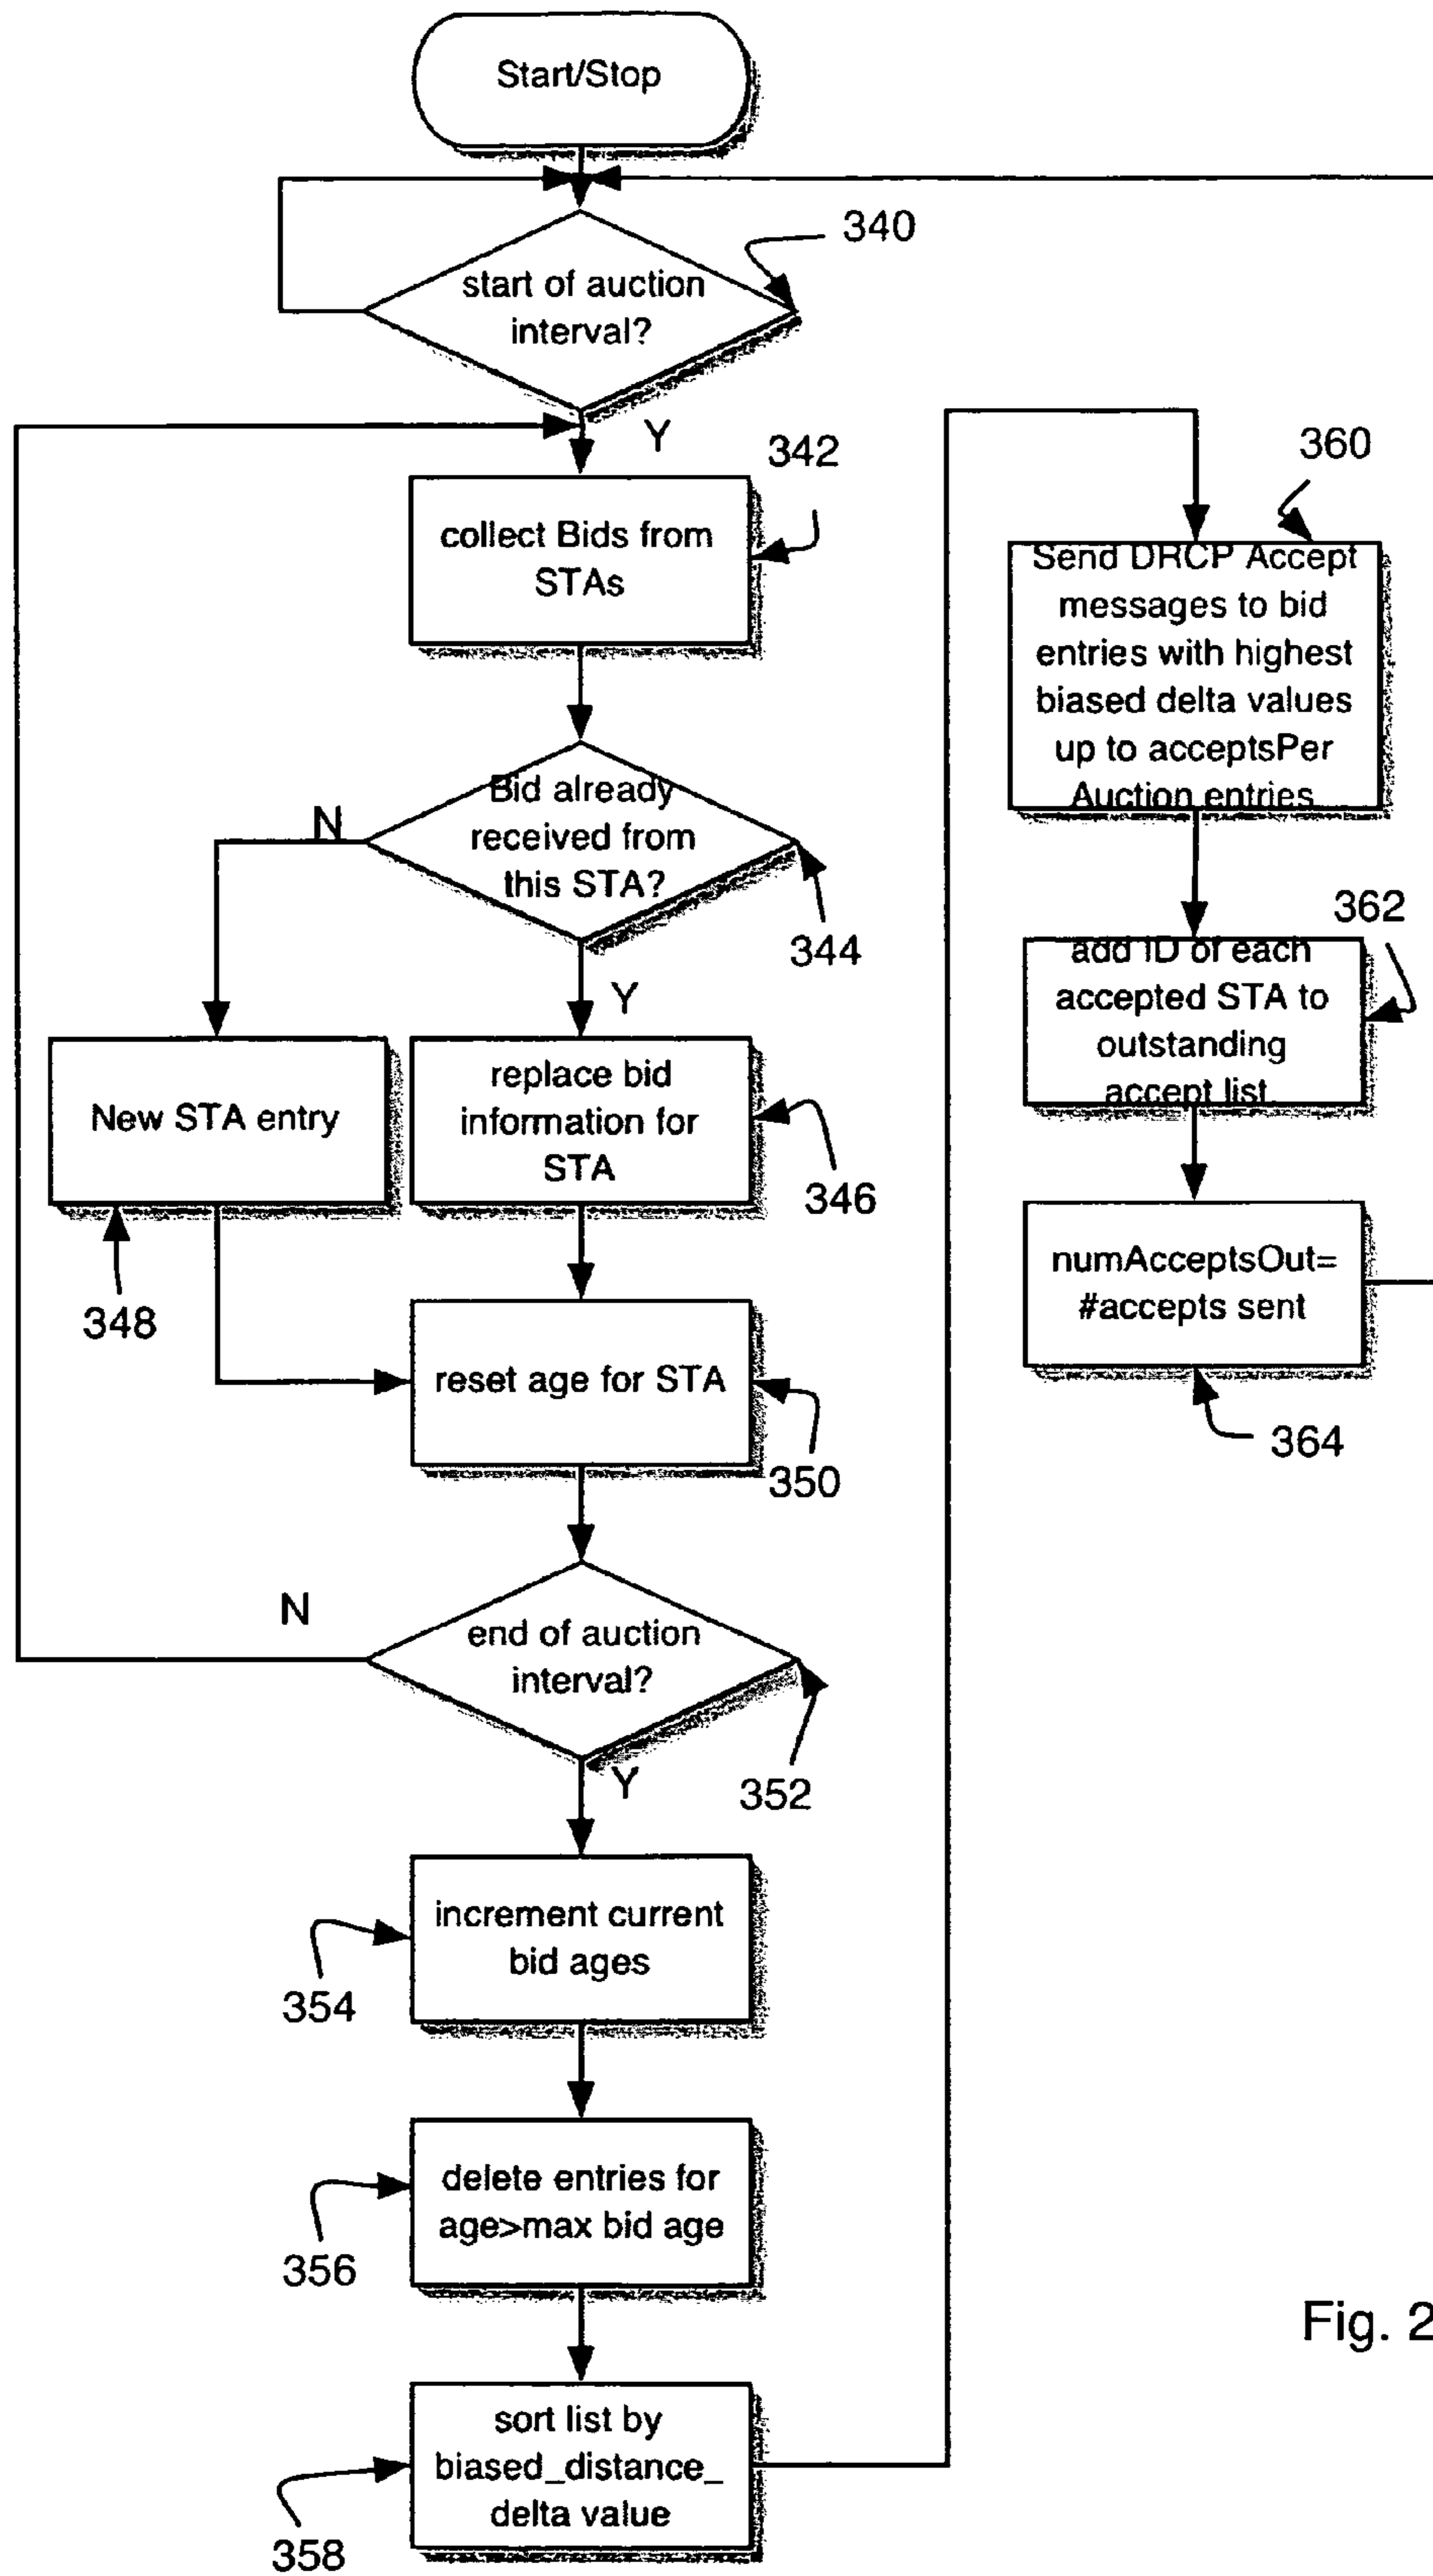 Start/Stop
340
start of auction
interval?
Y
342
collect Bids from
STAs
Bid already
received from
this STA?
N
344
Y
New STA entry
348
replace bid
information for
STA
346
reset age for STA
350
end of auction
interval?
N
352
Y
increment current
bid ages
354
delete entries for
age>max bid age
356
sort list by
biased_distance_
delta value
358
360
Send DRCP Accept
messages to bid
entries with highest
biased delta values
up to acceptsPer
Auction entries
362
add ID of each
accepted STA to
outstanding
accept list.
numAcceptsOut=
#accepts sent
364
Fig. 2